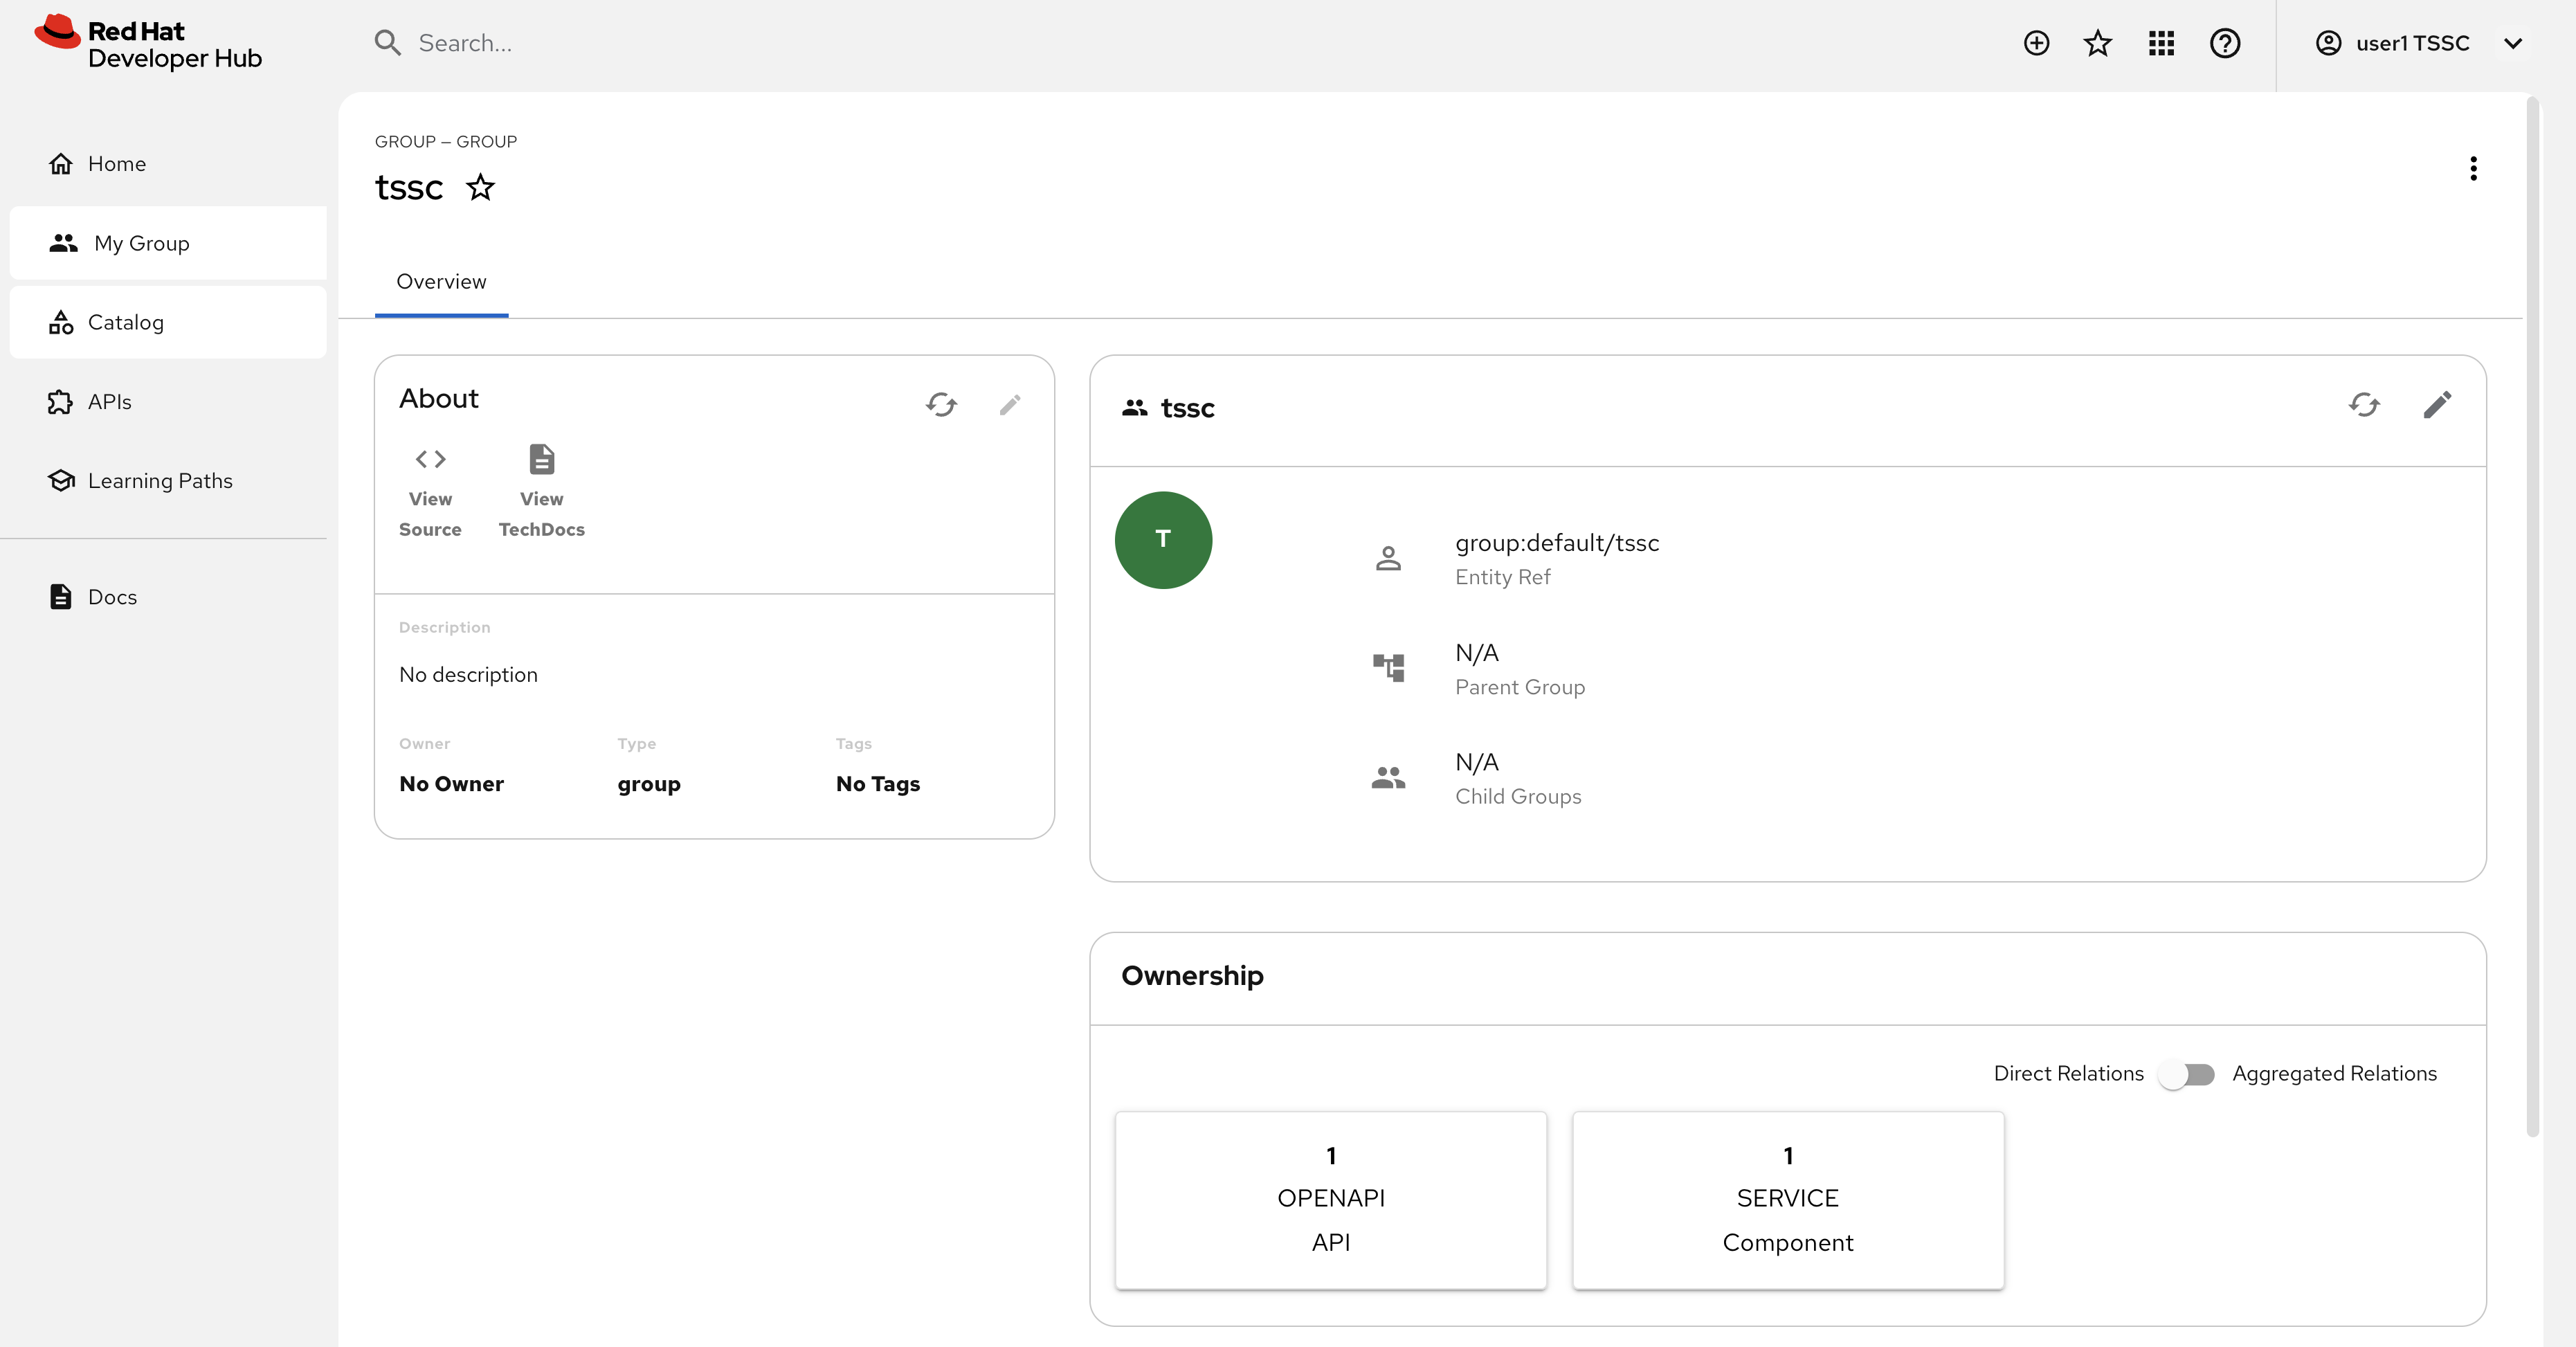 Red Hat
Developer Hub
Search...
user1 TSSC
Home
My Group
Catalog
APIs
Learning Paths
Docs
GROUP — GROUP
tssc
Overview
About
View
Source
View
TechDocs
Description
No description
Owner
Type
Tags
No Owner
group
No Tags
tssc
T
group:default/tssc
Entity Ref
N/A
Parent Group
N/A
Child Groups
Ownership
Direct Relations
Aggregated Relations
1
OPENAPI
API
1
SERVICE
Component